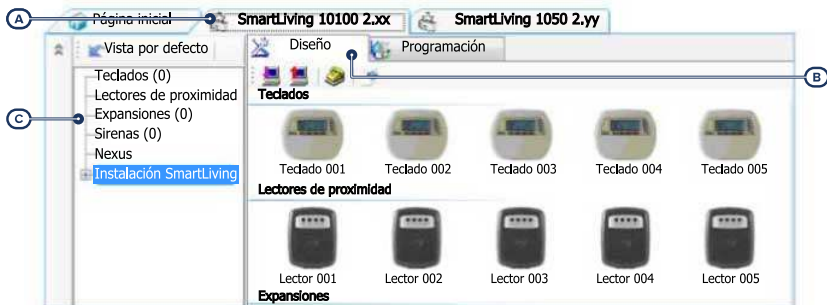 A
Página inicial
SmartLiving 10100 2.xx
SmartLiving 1050 2.yy
Vista por defecto
Diseño
Programación
B
C
Teclados (0)
Lectores de proximidad
Expansiones (0)
Sirenas (0)
Nexus
Instalación SmartLiving
Teclados
Teclado 001
Teclado 002
Teclado 003
Teclado 004
Teclado 005
Lectores de proximidad
Lector 001
Lector 002
Lector 003
Lector 004
Lector 005
Expansiones